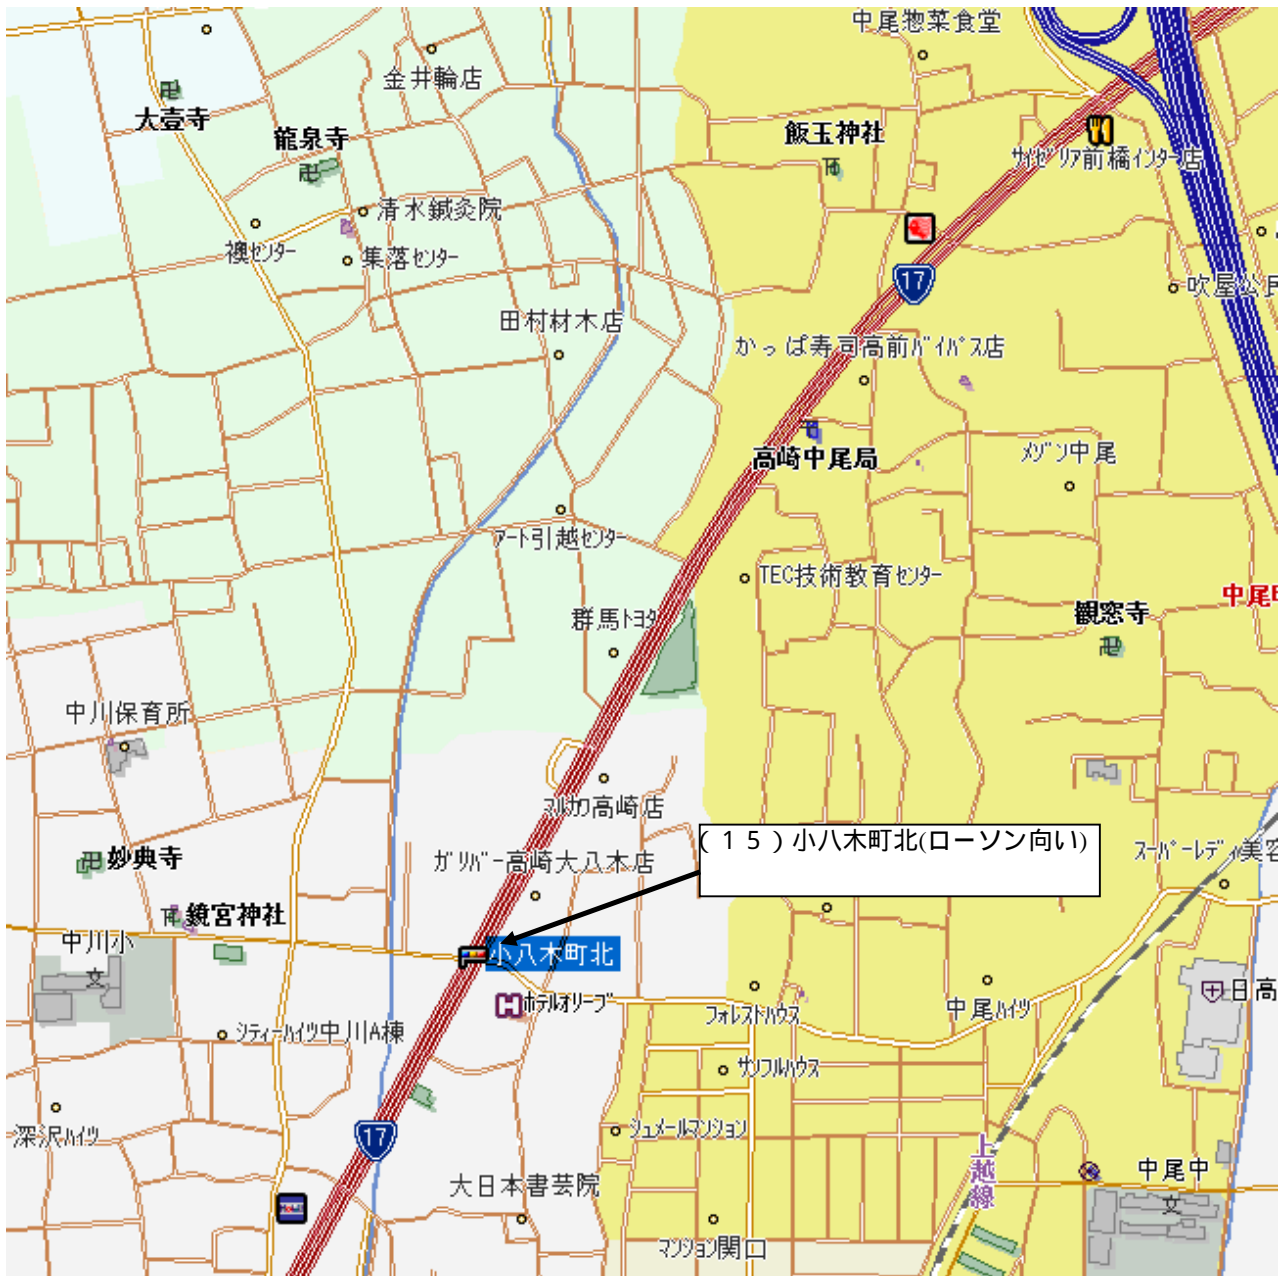 中尾惣菜食堂
金井輪店
大壹寺
龍泉寺
飯玉神社
サイゼリア前橋インター店
清水鍼灸院
襖センター
集落センター
17
吹屋公民
田村材木店
かっぱ寿司高前バイパス店
高崎中尾局
メゾン中尾
アート引越センター
TEC技術教育センター
中尾町
群馬トヨタ
観窓寺
中川保育所
マルカワ高崎店
(15)小八木町北(ローソン向い)
スーパーレディ美容
ガリバー高崎大八木店
妙典寺
鏡宮神社
中川小
小八木町北
日高
ホテルオリーブ
フォレストハウス
中尾ハイツ
シティーハイツ中川A棟
サンフルハウス
深沢ハイツ
17
シュメールマンション
上越線
中尾中
大日本書芸院
マンション関口